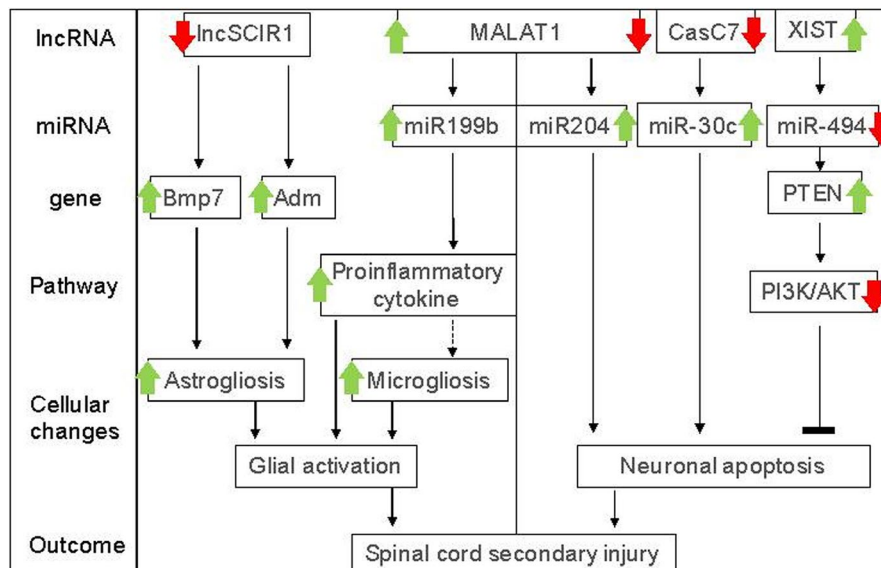 lncRNA
lncSCIR1
MALAT1
CasC7
XIST
miRNA
miR199b
miR204
miR-30c
miR-494
gene
Bmp7
Adm
PTEN
Pathway
Proinflammatory
cytokine
PI3K/AKT
Cellular
changes
Astrogliosis
Microgliosis
Glial activation
Neuronal apoptosis
Outcome
Spinal cord secondary injury